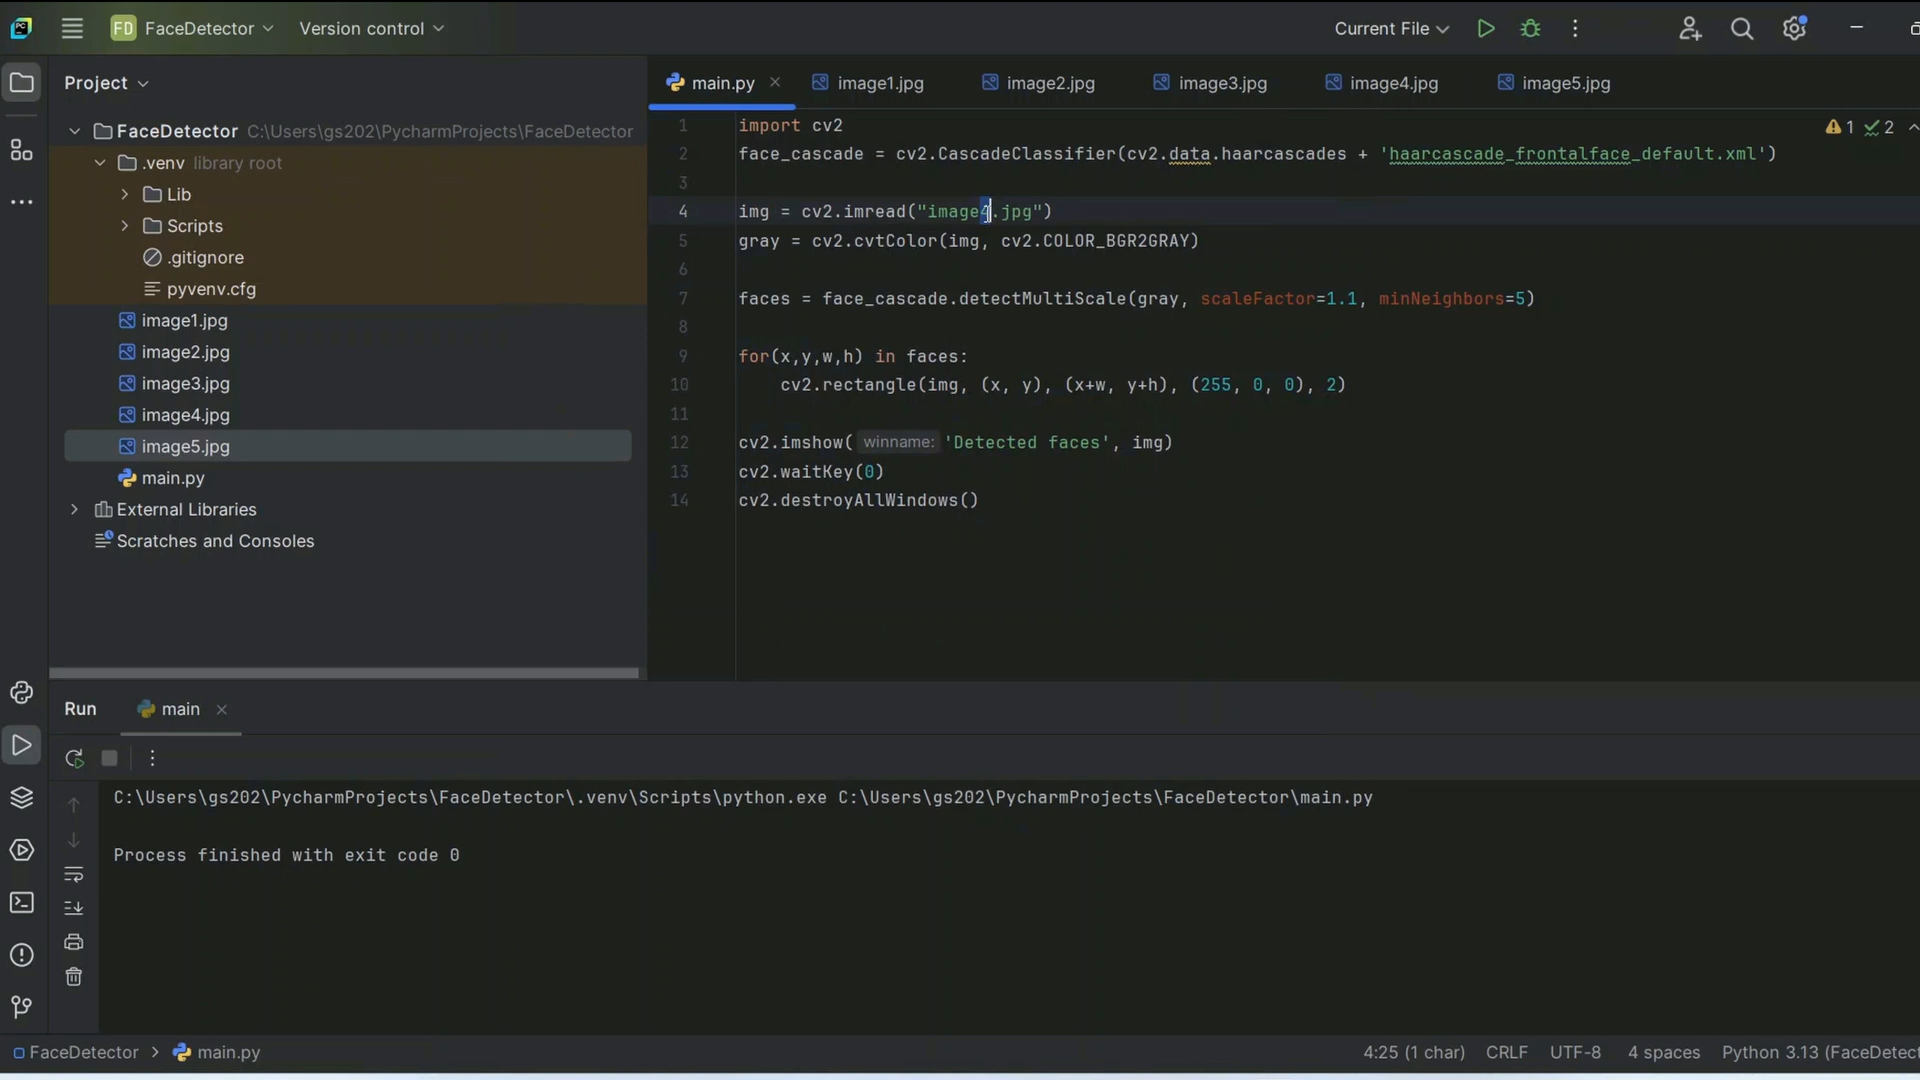 FD FaceDetector Version control Current File
Project
main.py image1.jpg image2.jpg image3.jpg image4.jpg image5.jpg
FaceDetector C:\Users\gs202\PycharmProjects\FaceDetector
.venv library root
Lib
Scripts
.gitignore
pyvenv.cfg
image1.jpg
image2.jpg
image3.jpg
image4.jpg
image5.jpg
main.py
External Libraries
Scratches and Consoles
1 import cv2
1 2
2 face_cascade = cv2.CascadeClassifier(cv2.data.haarcascades + 'haarcascade_frontalface_default.xml')
3
4 img = cv2.imread("image4.jpg")
5 gray = cv2.cvtColor(img, cv2.COLOR_BGR2GRAY)
6
7 faces = face_cascade.detectMultiScale(gray, scaleFactor=1.1, minNeighbors=5)
8
9 for(x,y,w,h) in faces:
10 cv2.rectangle(img, (x, y), (x+w, y+h), (255, 0, 0), 2)
11
12 cv2.imshow( winname: 'Detected faces', img)
13 cv2.waitKey(0)
14 cv2.destroyAllWindows()
Run main
C:\Users\gs202\PycharmProjects\FaceDetector\.venv\Scripts\python.exe C:\Users\gs202\PycharmProjects\FaceDetector\main.py
Process finished with exit code 0
FaceDetector > main.py 4:25 (1 char) CRLF UTF-8 4 spaces Python 3.13 (FaceDetect